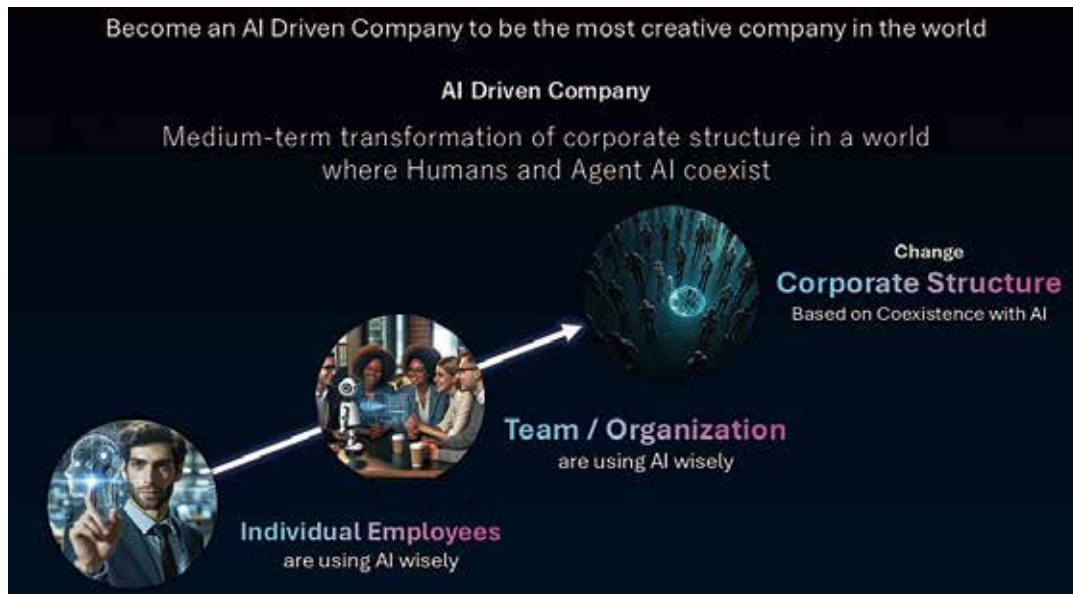 Become an AI Driven Company to be the most creative company in the world
AI Driven Company
Medium-term transformation of corporate structure in a world
where Humans and Agent AI coexist
Change
Corporate Structure
Based on Coexistence with AI
Team / Organization
are using AI wisely
Individual Employees
are using AI wisely